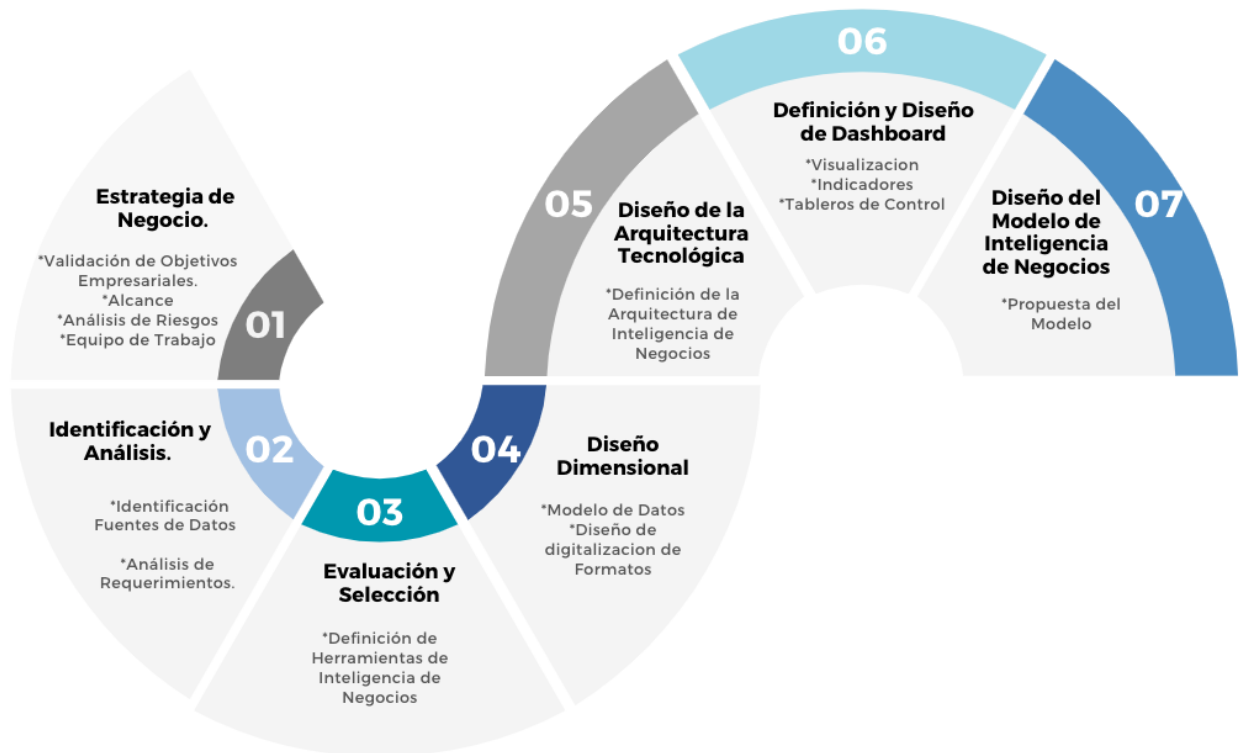 01
Estrategia de
Negocio.
*Validación de Objetivos
Empresariales.
*Alcance
*Análisis de Riesgos
*Equipo de Trabajo
02
Identificación y
Análisis.
*Identificación
Fuentes de Datos
*Análisis de
Requerimientos.
03
Evaluación y
Selección
*Definición de
Herramientas de
Inteligencia de
Negocios
04
Diseño
Dimensional
*Modelo de Datos
*Diseño de
digitalizacion de
Formatos
05
Diseño de la
Arquitectura
Tecnológica
*Definición de la
Arquitectura de
Inteligencia de
Negocios
06
Definición y Diseño
de Dashboard
*Visualizacion
*Indicadores
*Tableros de Control
07
Diseño del
Modelo de
Inteligencia
de Negocios
*Propuesta del
Modelo